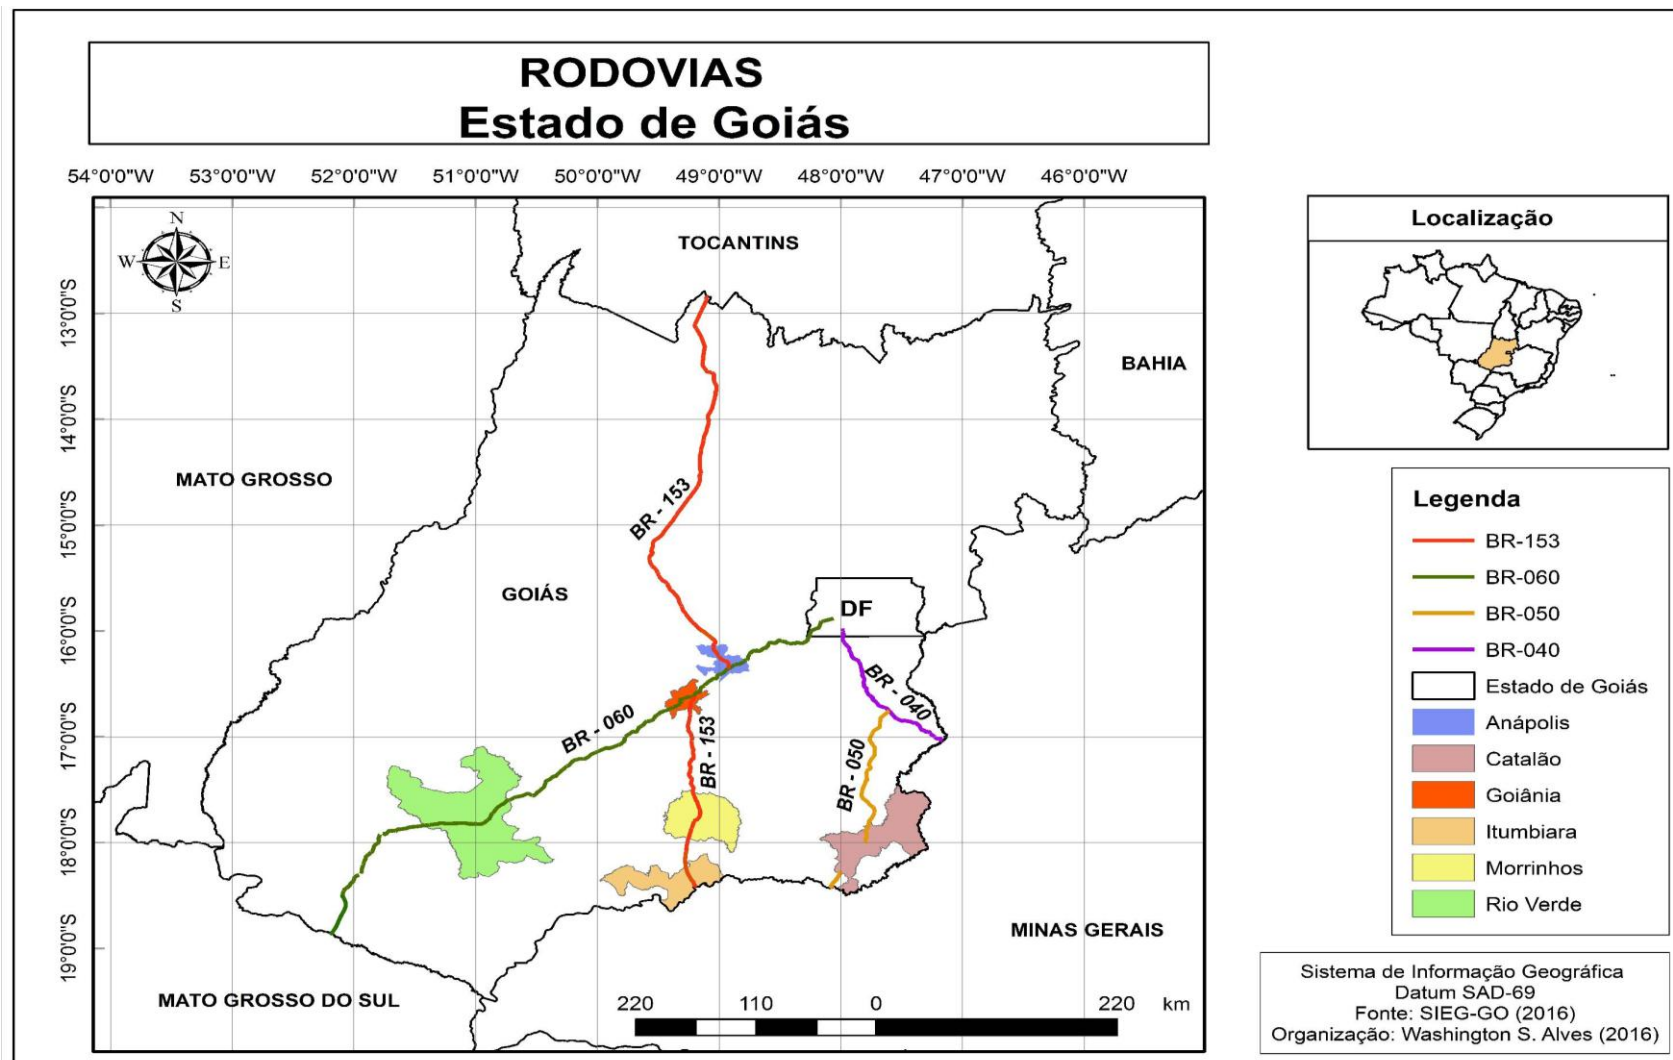 RODOVIAS
Estado de Goiás
54°0'0"W 53°0'0"W 52°0'0"W 51°0'0"W 50°0'0"W 49°0'0"W 48°0'0"W 47°0'0"W 46°0'0"W
N
W E
S
TOCANTINS
13°0'0"S
BAHIA
14°0'0"S
MATO GROSSO
BR - 153
15°0'0"S
GOIÁS
DF
16°0'0"S
BR - 040
BR - 060
BR - 153
17°0'0"S
BR - 050
18°0'0"S
MINAS GERAIS
19°0'0"S
MATO GROSSO DO SUL
220 110 0 220 km
Localização
Legenda
BR-153
BR-060
BR-050
BR-040
Estado de Goiás
Anápolis
Catalão
Goiânia
Itumbiara
Morrinhos
Rio Verde
Sistema de Informação Geográfica
Datum SAD-69
Fonte: SIEG-GO (2016)
Organização: Washington S. Alves (2016)